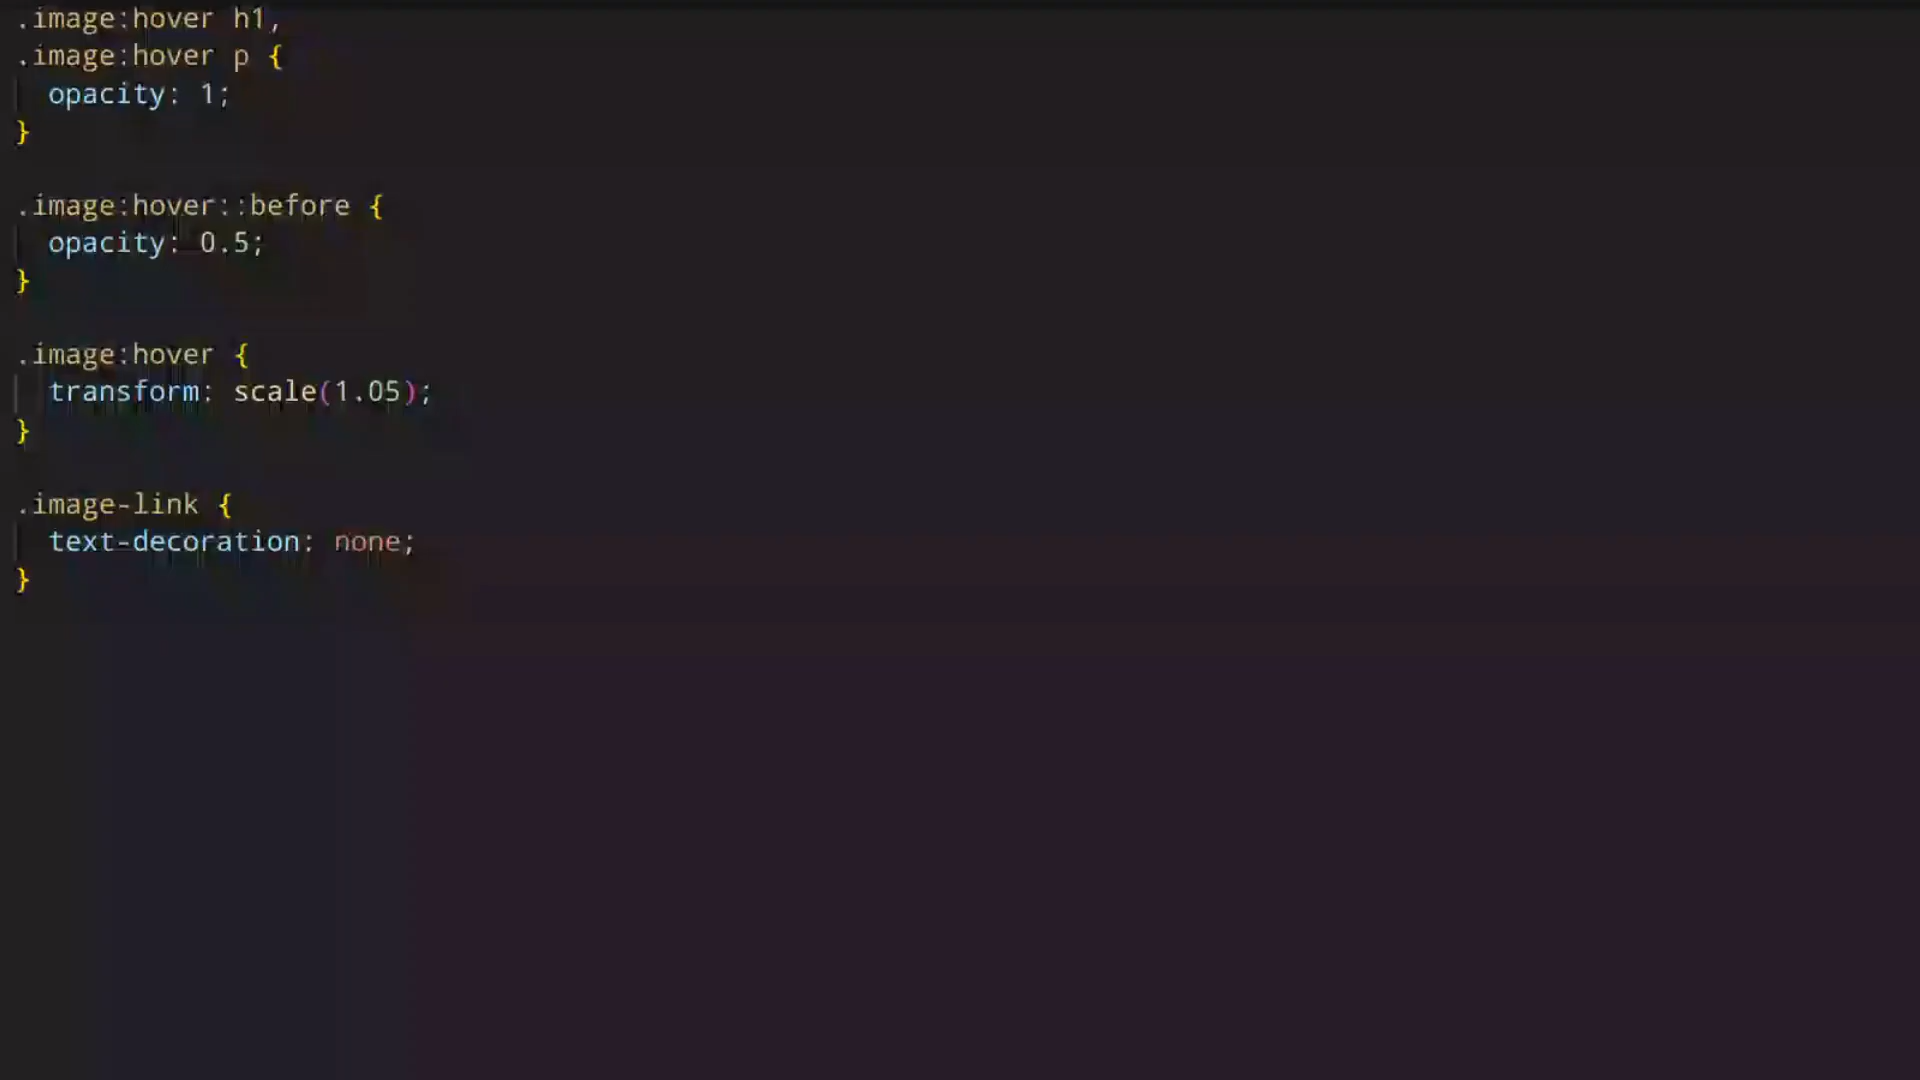 .image:hover h1,
.image:hover p {
  opacity: 1;
}

.image:hover::before {
  opacity: 0.5;
}

.image:hover {
  transform: scale(1.05);
}

.image-link {
  text-decoration: none;
}